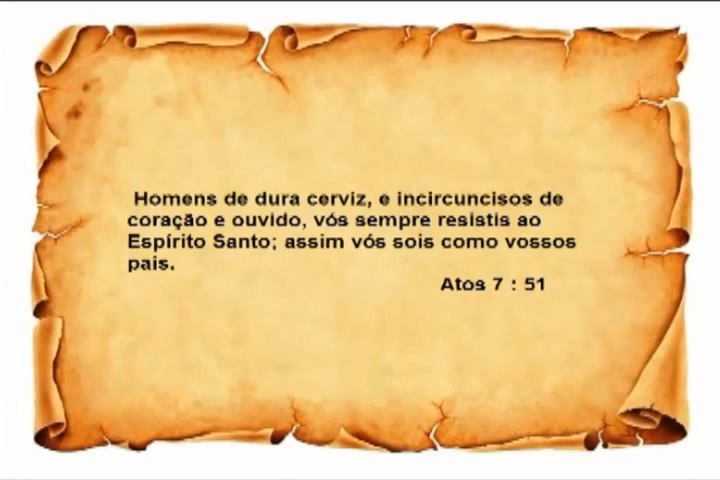 Homens de dura cerviz, e incircuncisos de
coração e ouvido, vós sempre resistis ao
Espírito Santo; assim vós sois como vossos
pais.
Atos 7 : 51